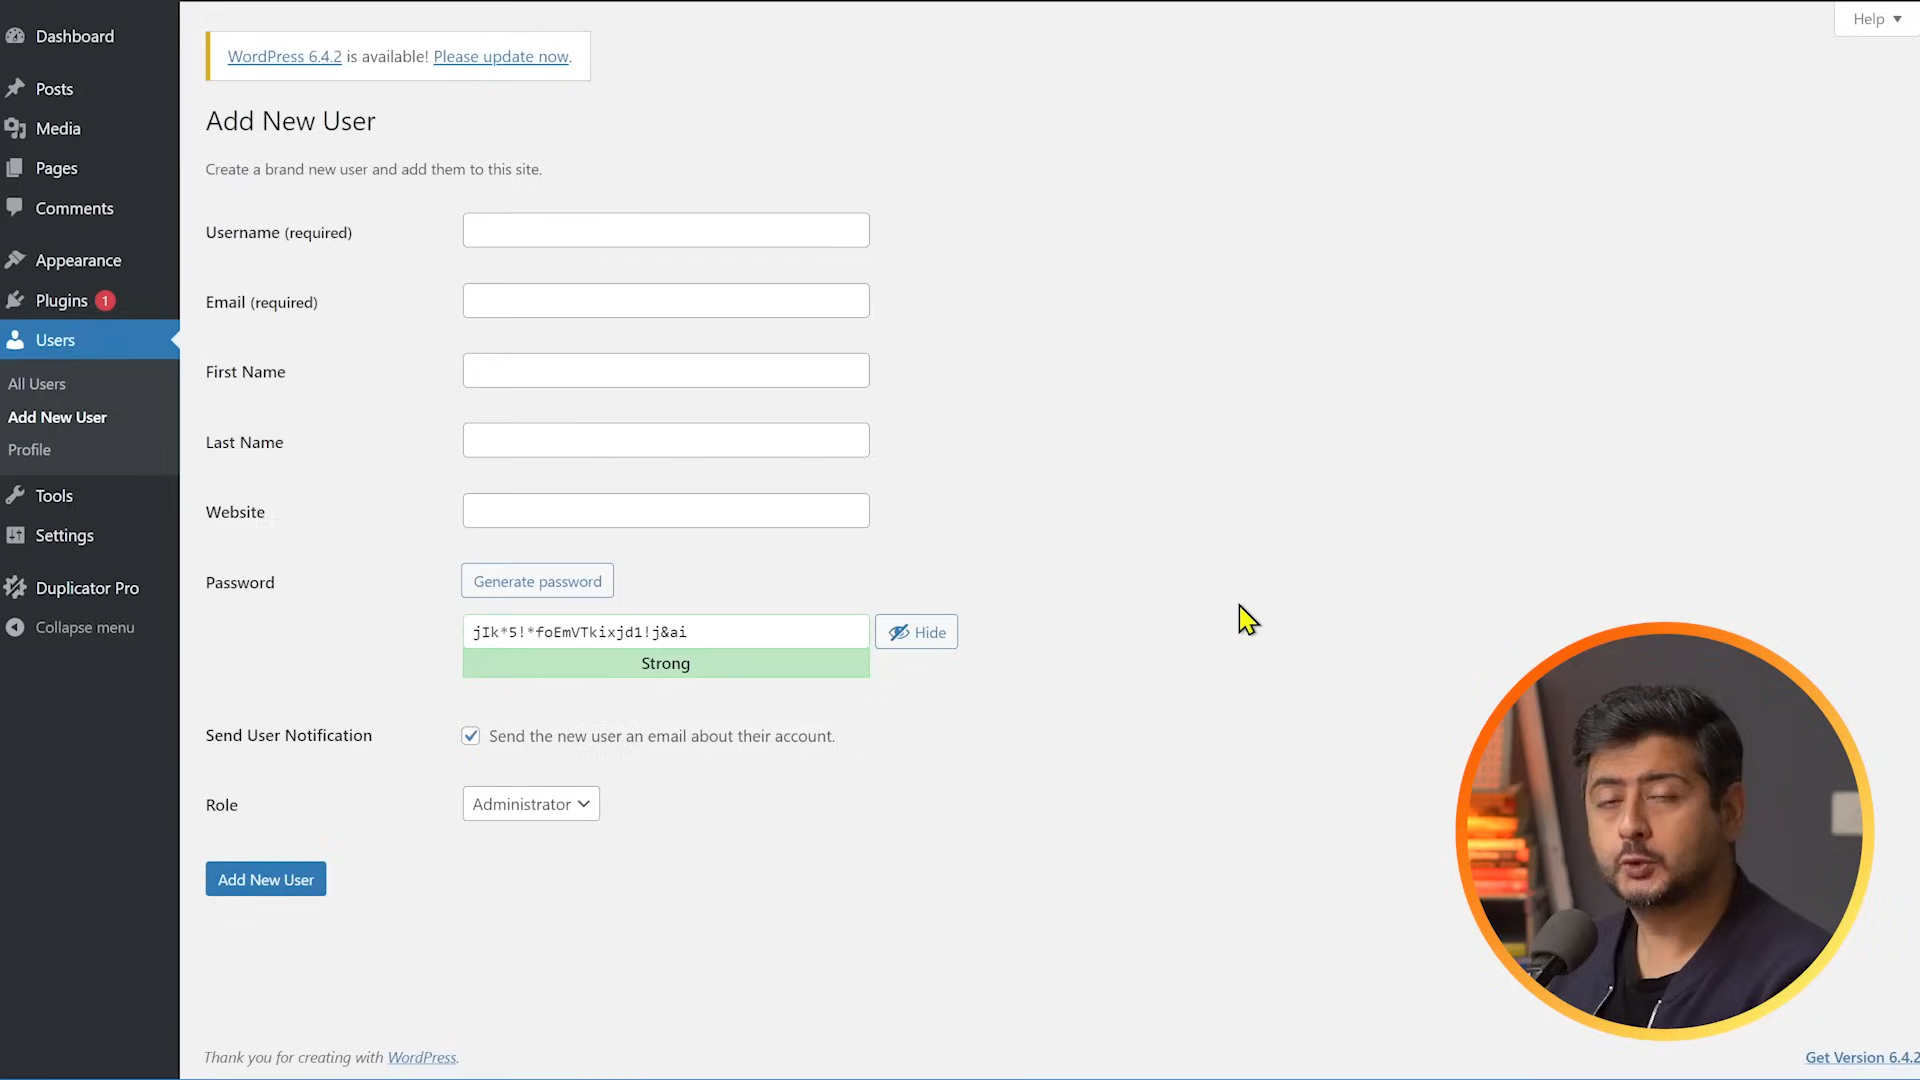 Help
Dashboard
WordPress 6.4.2 is available! Please update now.
Posts
Media
Pages
Comments
Appearance
Plugins 1
Users
All Users
Add New User
Profile
Tools
Settings
Duplicator Pro
Collapse menu
Add New User
Create a brand new user and add them to this site.
Username (required)
Email (required)
First Name
Last Name
Website
Password
Generate password
jIk*5!*foEmVTkixjd1!j&ai
Hide
Strong
Send User Notification
Send the new user an email about their account.
Role
Administrator
Add New User
Thank you for creating with WordPress.
Get Version 6.4.2